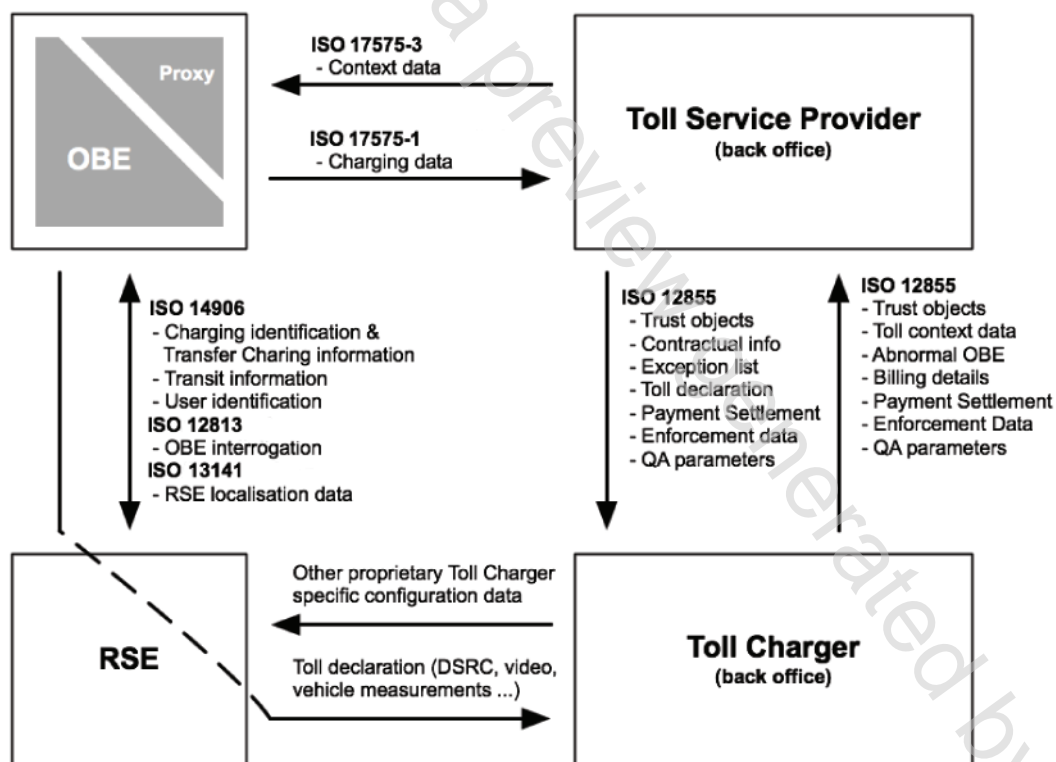 Proxy
OBE
ISO 17575-3
- Context data
ISO 17575-1
- Charging data
Toll Service Provider
(back office)
ISO 14906
- Charging identification &
Transfer Charing information
- Transit information
- User identification
ISO 12813
- OBE interrogation
ISO 13141
- RSE localisation data
ISO 12855
- Trust objects
- Contractual info
- Exception list
- Toll declaration
- Payment Settlement
- Enforcement data
- QA parameters
ISO 12855
- Trust objects
- Toll context data
- Abnormal OBE
- Billing details
- Payment Settlement
- Enforcement Data
- QA parameters
RSE
Other proprietary Toll Charger
specific configuration data
Toll declaration (DSRC, video,
vehicle measurements ...)
Toll Charger
(back office)
a preview generated by